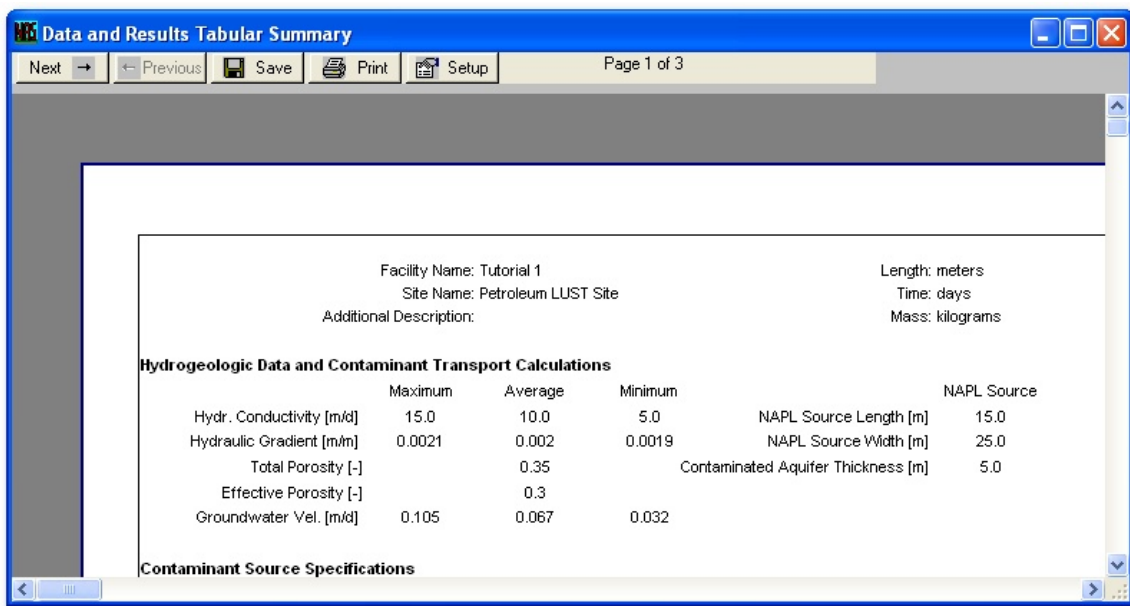 NAS Data and Results Tabular Summary
Next Previous Save Print Setup Page 1 of 3
Facility Name: Tutorial 1 Length: meters
Site Name: Petroleum LUST Site Time: days
Additional Description: Mass: kilograms
Hydrogeologic Data and Contaminant Transport Calculations
Maximum Average Minimum NAPL Source
Hydr. Conductivity [m/d] 15.0 10.0 5.0 NAPL Source Length [m] 15.0
Hydraulic Gradient [m/m] 0.0021 0.002 0.0019 NAPL Source Width [m] 25.0
Total Porosity [-] 0.35 Contaminated Aquifer Thickness [m] 5.0
Effective Porosity [-] 0.3
Groundwater Vel. [m/d] 0.105 0.067 0.032
Contaminant Source Specifications